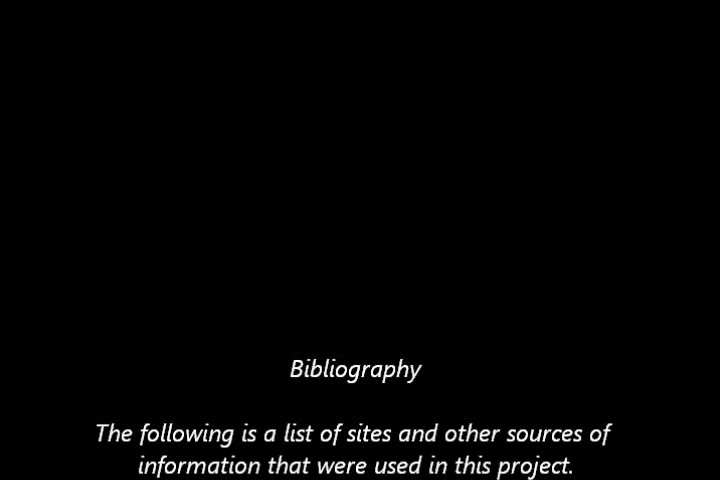 Bibliography
The following is a list of sites and other sources of
information that were used in this project.